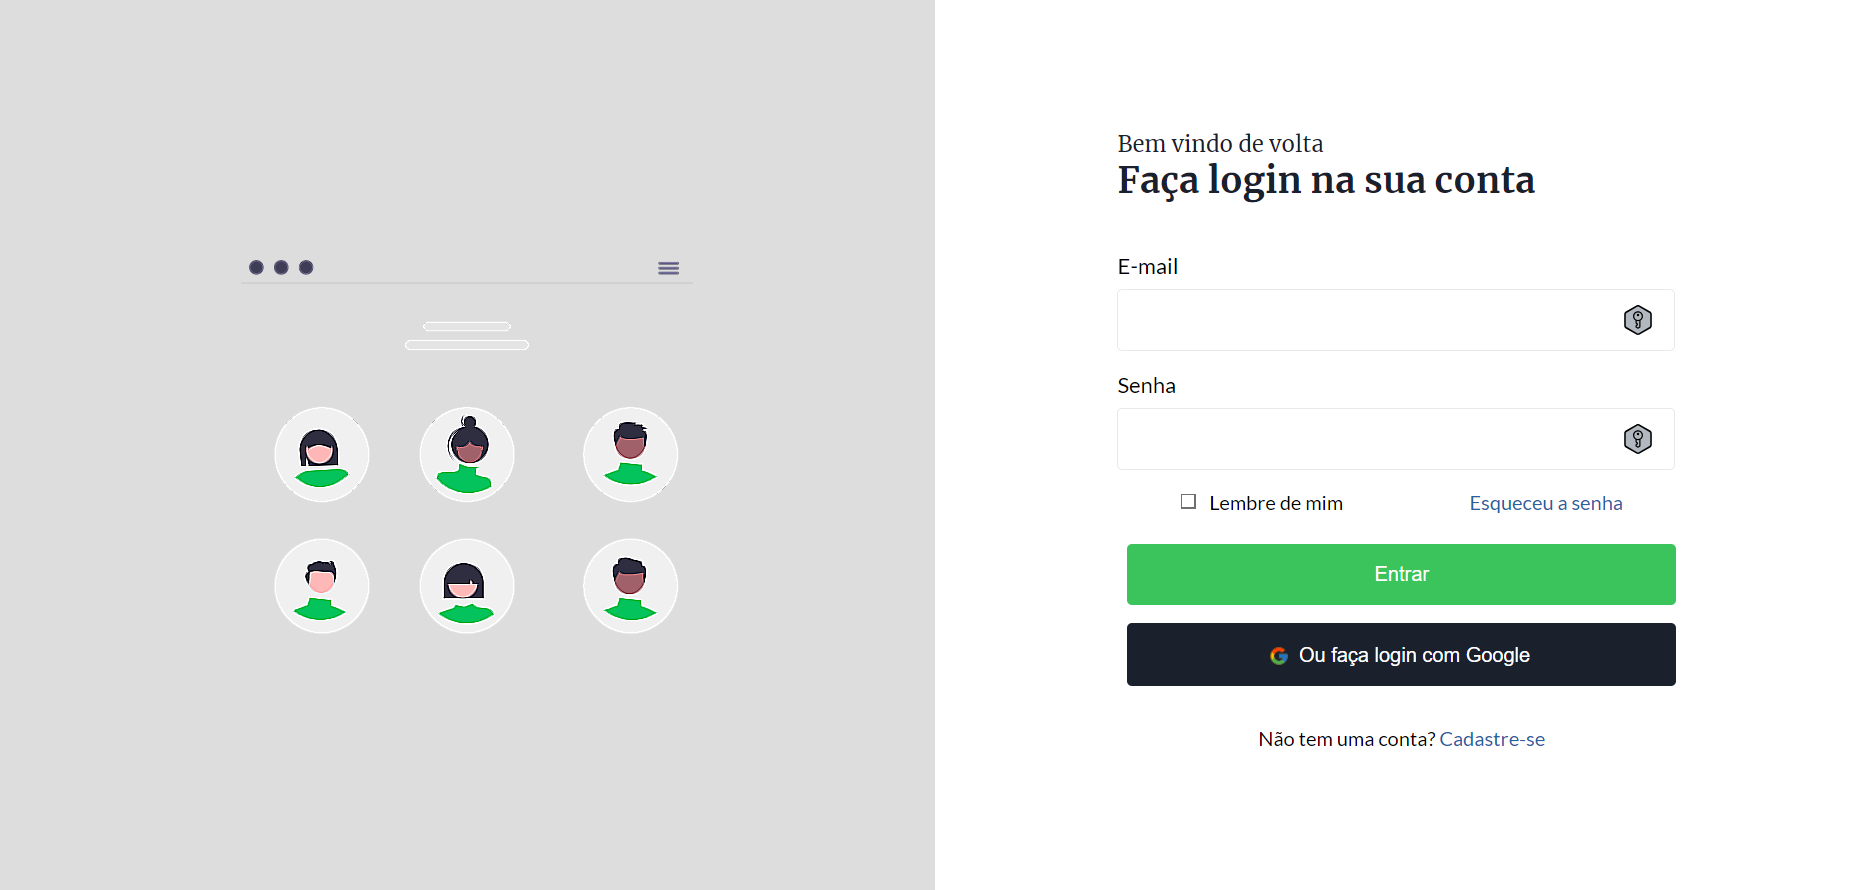 Bem vindo de volta
Faça login na sua conta
E-mail
Senha
Lembre de mim
Esqueceu a senha
Entrar
Ou faça login com Google
Não tem uma conta? Cadastre-se